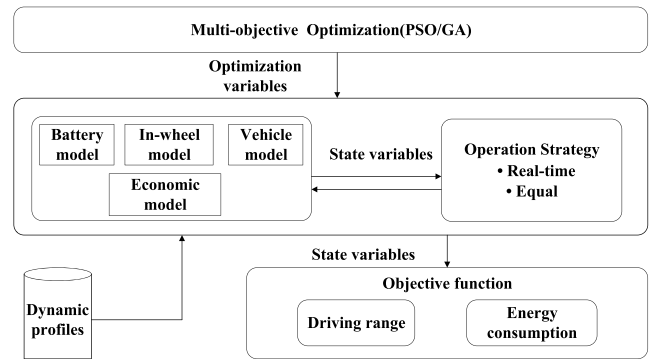 Multi-objective Optimization(PSO/GA)
Optimization
variables
Battery
model
In-wheel
model
Vehicle
model
Economic
model
State variables
Operation Strategy
• Real-time
• Equal
State variables
Dynamic
profiles
Objective function
Driving range
Energy
consumption